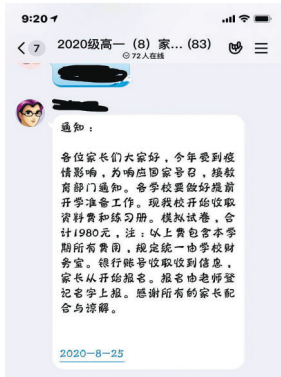 9:20
7
2020级高一（8）家... (83)
72人在线
通知：
各位家长们大家好，今年受到疫
情影响，为响应国家号召，接教
育部门通知。各学校要做好提前
开学准备工作。现我校开始收取
资料费和练习册。模拟试卷，合
计1980元，注：以上费包含本学
期所有费用，规定统一由学校财
务室。银行账号收取收到信息，
家长从开始报名。报名由老师登
记名字上报。感谢所有的家长配
合与谅解。
2020-8-25